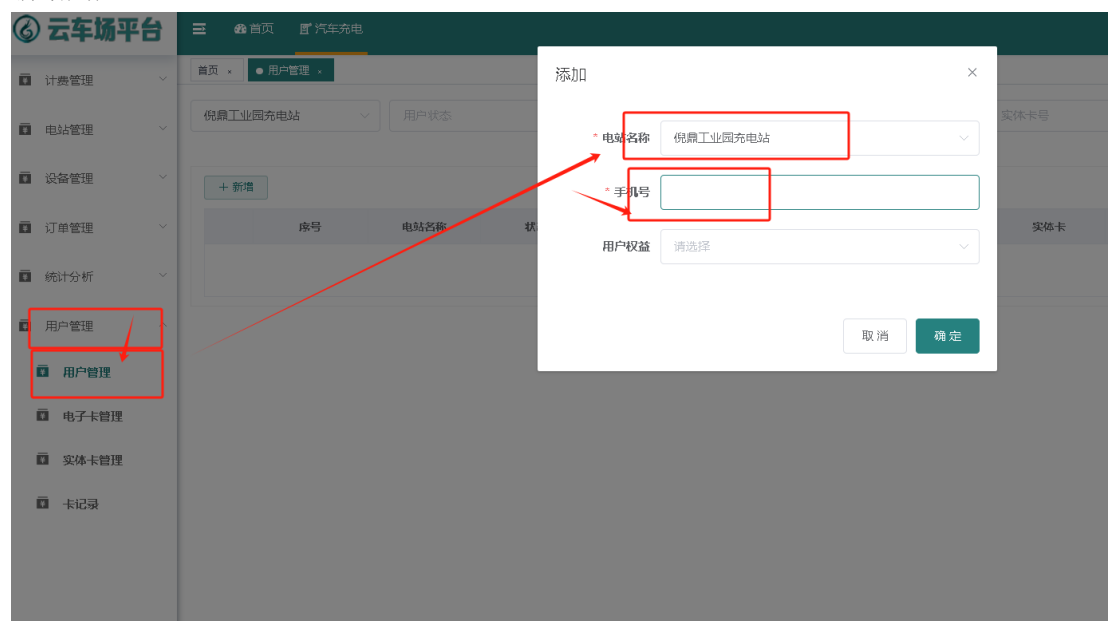 云车场平台
首页
汽车充电
计费管理
电站管理
设备管理
订单管理
统计分析
用户管理
用户管理
电子卡管理
实体卡管理
卡记录
首页 ×
● 用户管理 ×
倪鼎工业园充电站
用户状态
实体卡号
+ 新增
序号
电站名称
实体卡
添加
×
* 电站名称
倪鼎工业园充电站
* 手机号
用户权益
请选择
取消
确定